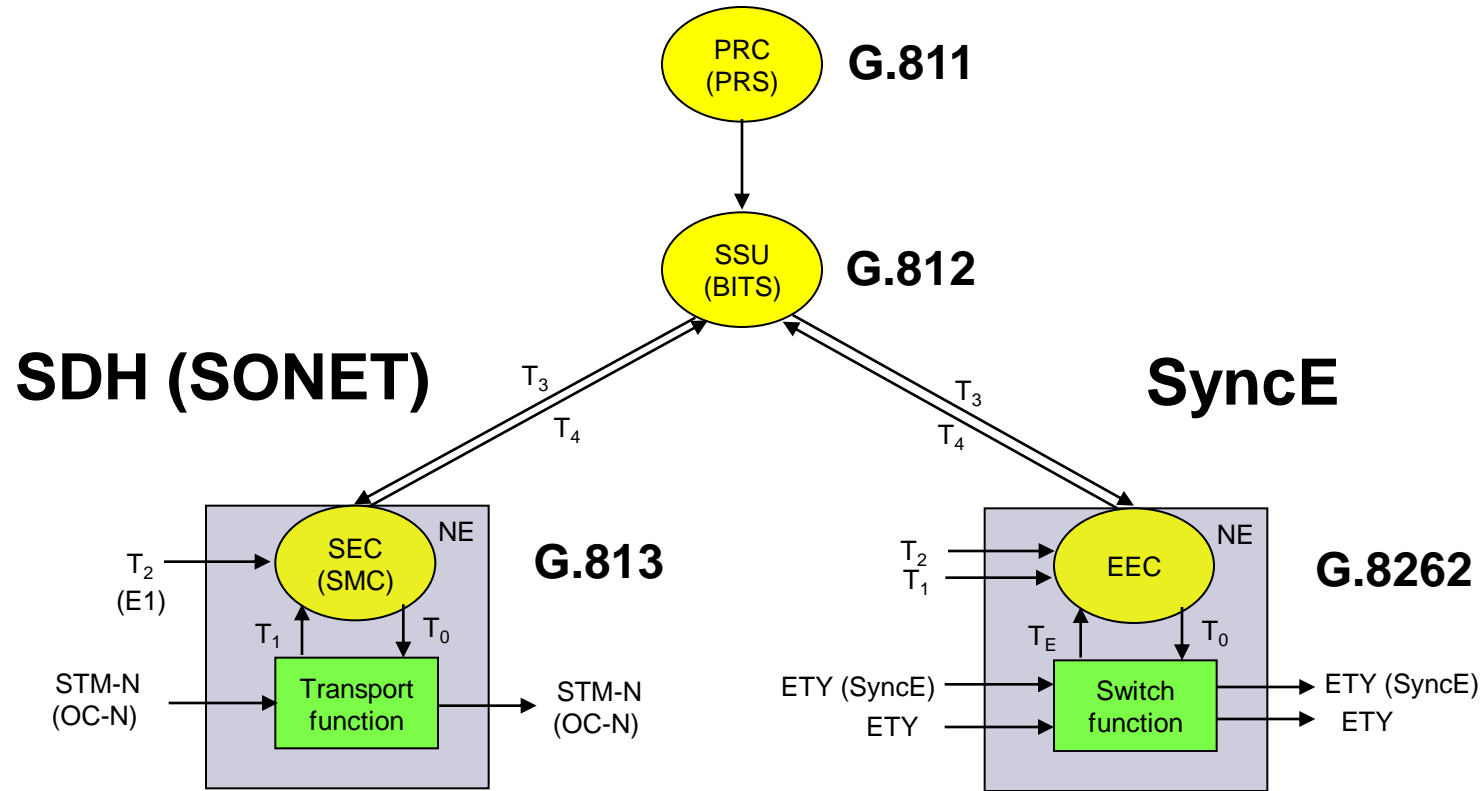 PRC
(PRS)
G.811
SSU
(BITS)
G.812
SDH (SONET)
SyncE
T3
T4
T3
T4
NE
SEC
(SMC)
G.813
T2
(E1)
T1
T0
STM-N
(OC-N)
Transport
function
STM-N
(OC-N)
NE
EEC
G.8262
T2
T1
TE
T0
ETY (SyncE)
ETY
Switch
function
ETY (SyncE)
ETY